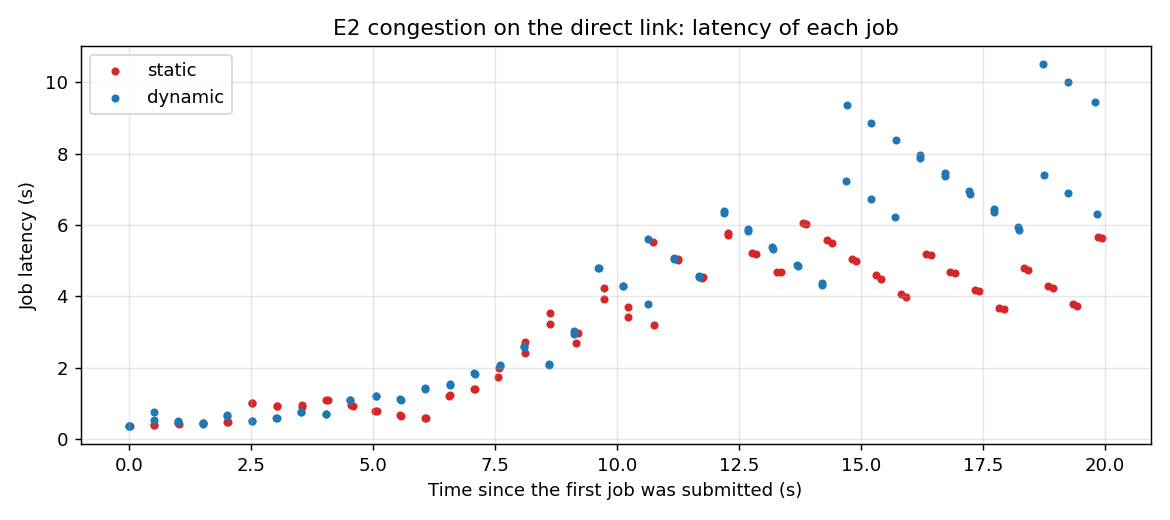 E2 congestion on the direct link: latency of each job
static
dynamic
Job latency (s)
10
8
6
4
2
0
0.0 2.5 5.0 7.5 10.0 12.5 15.0 17.5 20.0
Time since the first job was submitted (s)